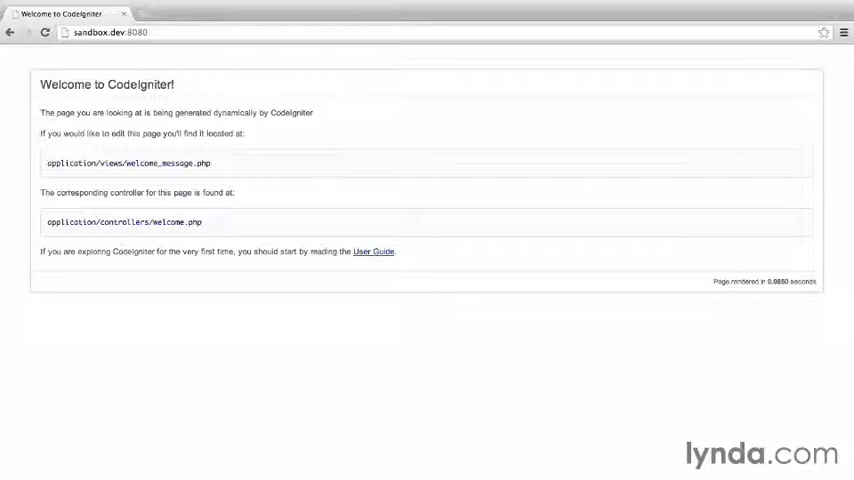 Welcome to CodeIgniter
sandbox.dev:8080
Welcome to CodeIgniter!
The page you are looking at is being generated dynamically by CodeIgniter
If you would like to edit this page you'll find it located at:
application/views/welcome_message.php
The corresponding controller for this page is found at:
application/controllers/welcome.php
If you are exploring CodeIgniter for the very first time, you should start by reading the User Guide.
Page rendered in 0.0850 seconds
lynda.com